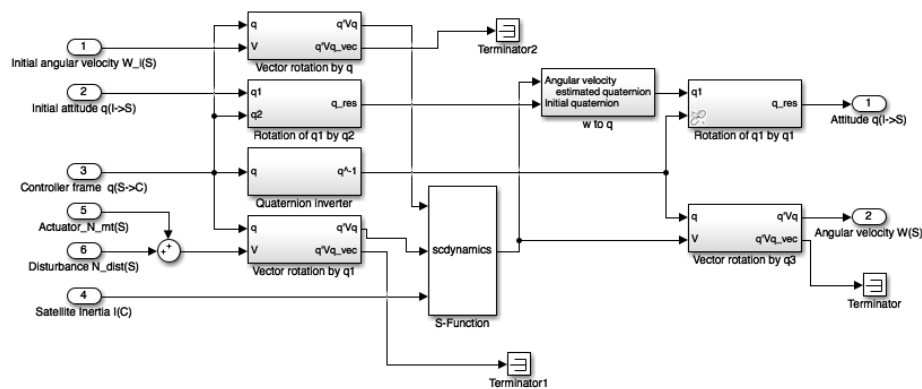 1
Initial angular velocity W_i(S)
2
Initial attitude q(I->S)
3
Controller frame q(S->C)
5
Actuator_N_mt(S)
6
Disturbance N_dist(S)
4
Satellite Inertia I(C)
+
+
q
V
q'Vq
q'Vq_vec
Vector rotation by q
q1
q2
q_res
Rotation of q1 by q2
q
q^-1
Quaternion inverter
q
V
q'Vq
q'Vq_vec
Vector rotation by q1
Terminator2
scdynamics
S-Function
Terminator1
Angular velocity
estimated quaternion
Initial quaternion
w to q
q1
q_res
Rotation of q1 by q1
1
Attitude q(I->S)
q
V
q'Vq
q'Vq_vec
Vector rotation by q3
2
Angular velocity W(S)
Terminator